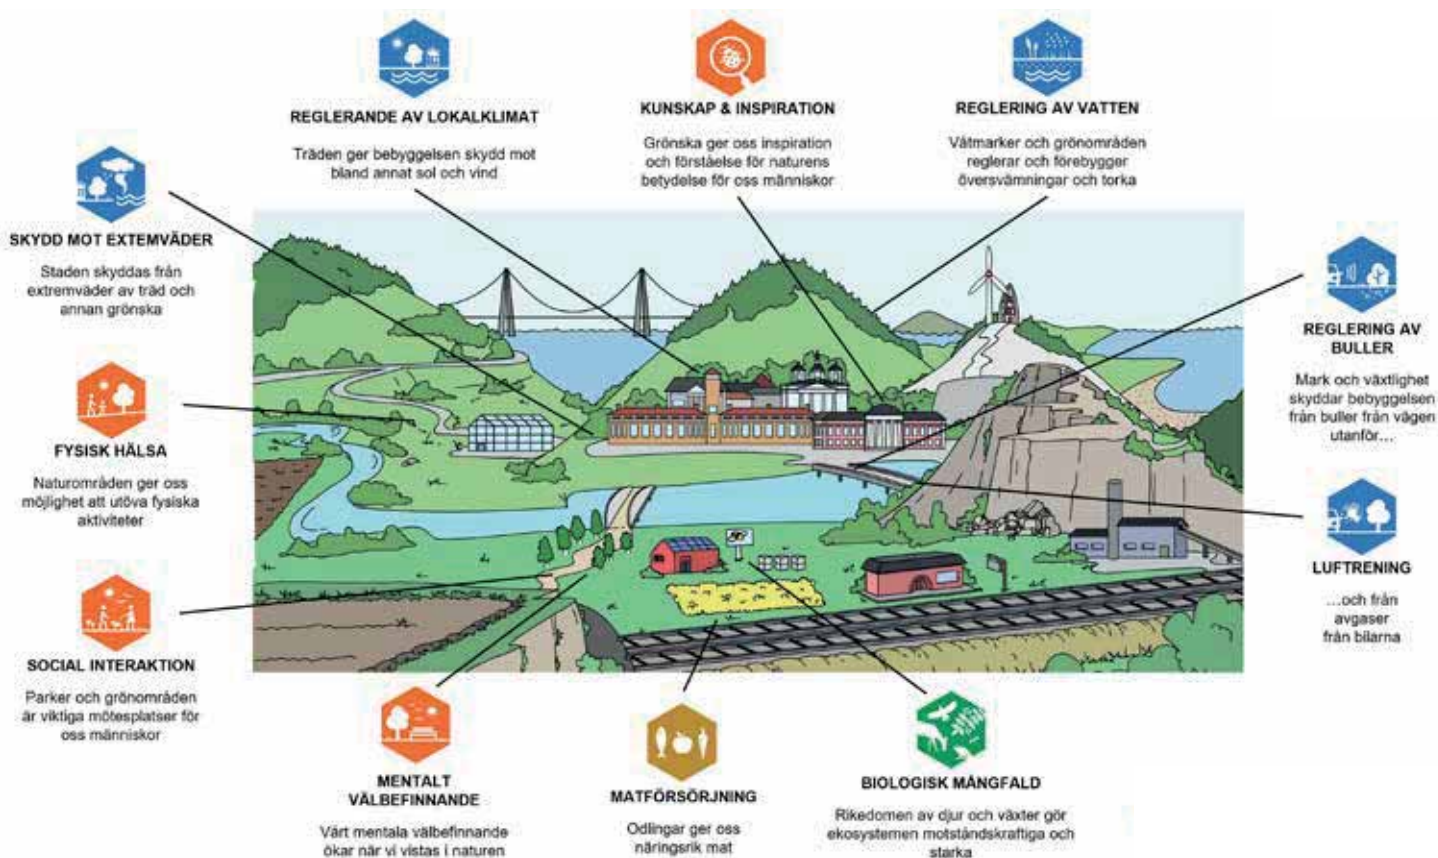 REGLERANDE AV LOKALKLIMAT
Träden ger bebyggelsen skydd mot
bland annat sol och vind
KUNSKAP & INSPIRATION
Grönska ger oss inspiration
och förståelse för naturens
betydelse för oss människor
REGLERING AV VATTEN
Våtmarker och grönområden
reglerar och förebygger
översvämningar och torka
SKYDD MOT EXTEMVÄDER
Staden skyddas från
extremväder av träd och
annan grönska
REGLERING AV
BULLER
Mark och växtlighet
skyddar bebyggelsen
från buller från vägen
utanför...
FYSISK HÄLSA
Naturområden ger oss
möjlighet att utöva fysiska
aktiviteter
LUFTRENING
...och från
avgaser
från bilarna
SOCIAL INTERAKTION
Parker och grönområden
är viktiga mötesplatser för
oss människor
MENTALT
VÄLBEFINNANDE
Vårt mentala välbefinnande
ökar när vi vistas i naturen
MATFÖRSÖRJNING
Odlingar ger oss
näringsrik mat
BIOLOGISK MÅNGFALD
Rikedomen av djur och växter gör
ekosystemen motståndskraftiga och
starka